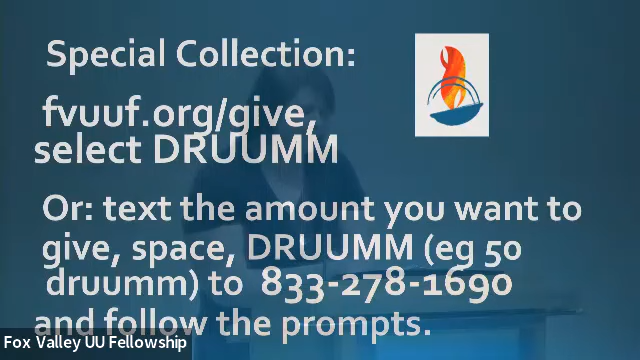 Special Collection:
fvuuf.org/give,
select DRUUMM
Or: text the amount you want to
give, space, DRUUMM (eg 50
druumm) to 833-278-1690
and follow the prompts.
Fox Valley UU Fellowship